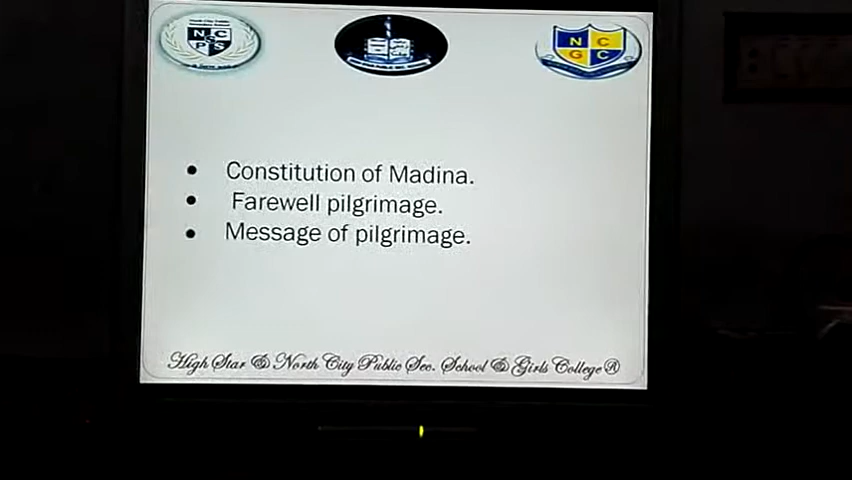 N C
P S
N C
G C
• Constitution of Madina.
• Farewell pilgrimage.
• Message of pilgrimage.
High Star & North City Public Sec. School & Girls College®